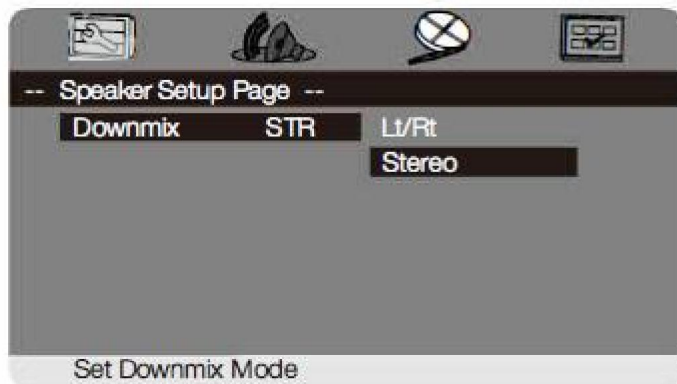 -- Speaker Setup Page --
Downmix STR Lt/Rt
Stereo
Set Downmix Mode